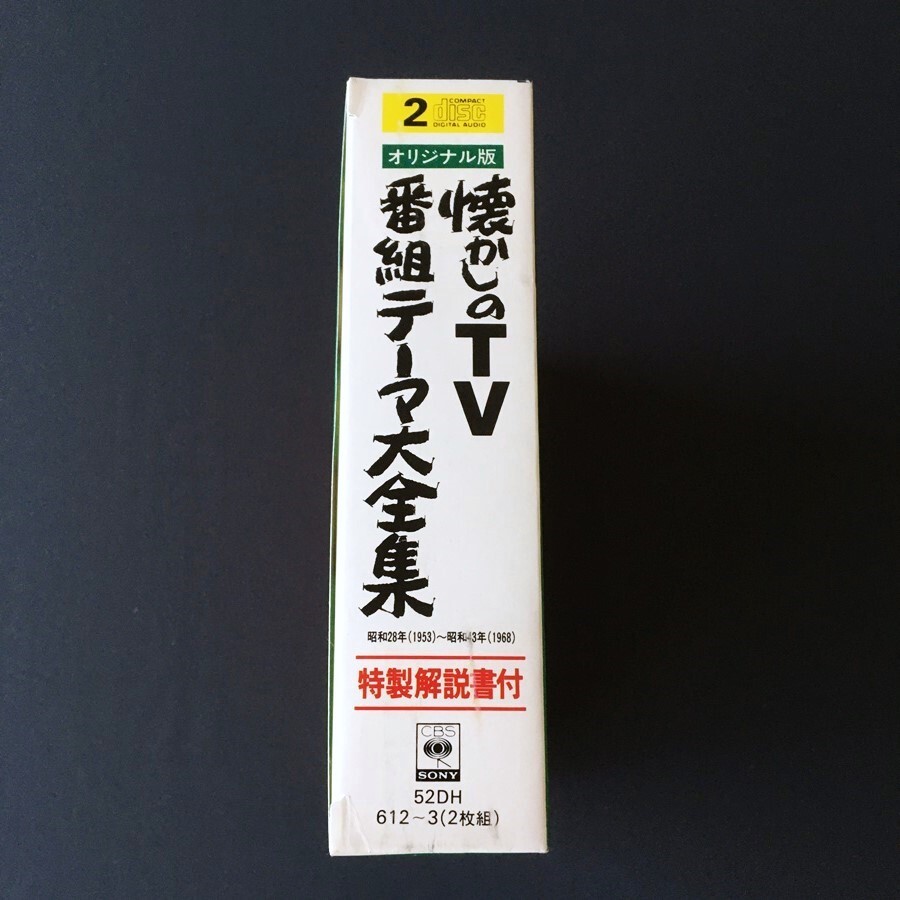 2 COMPACT disc DIGITAL AUDIO
オリジナル版
懐かしのTV
番組テーマ大全集
昭和28年(1953)～昭和43年(1968)
特製解説書付
CBS
SONY
52DH
612～3(2枚組)